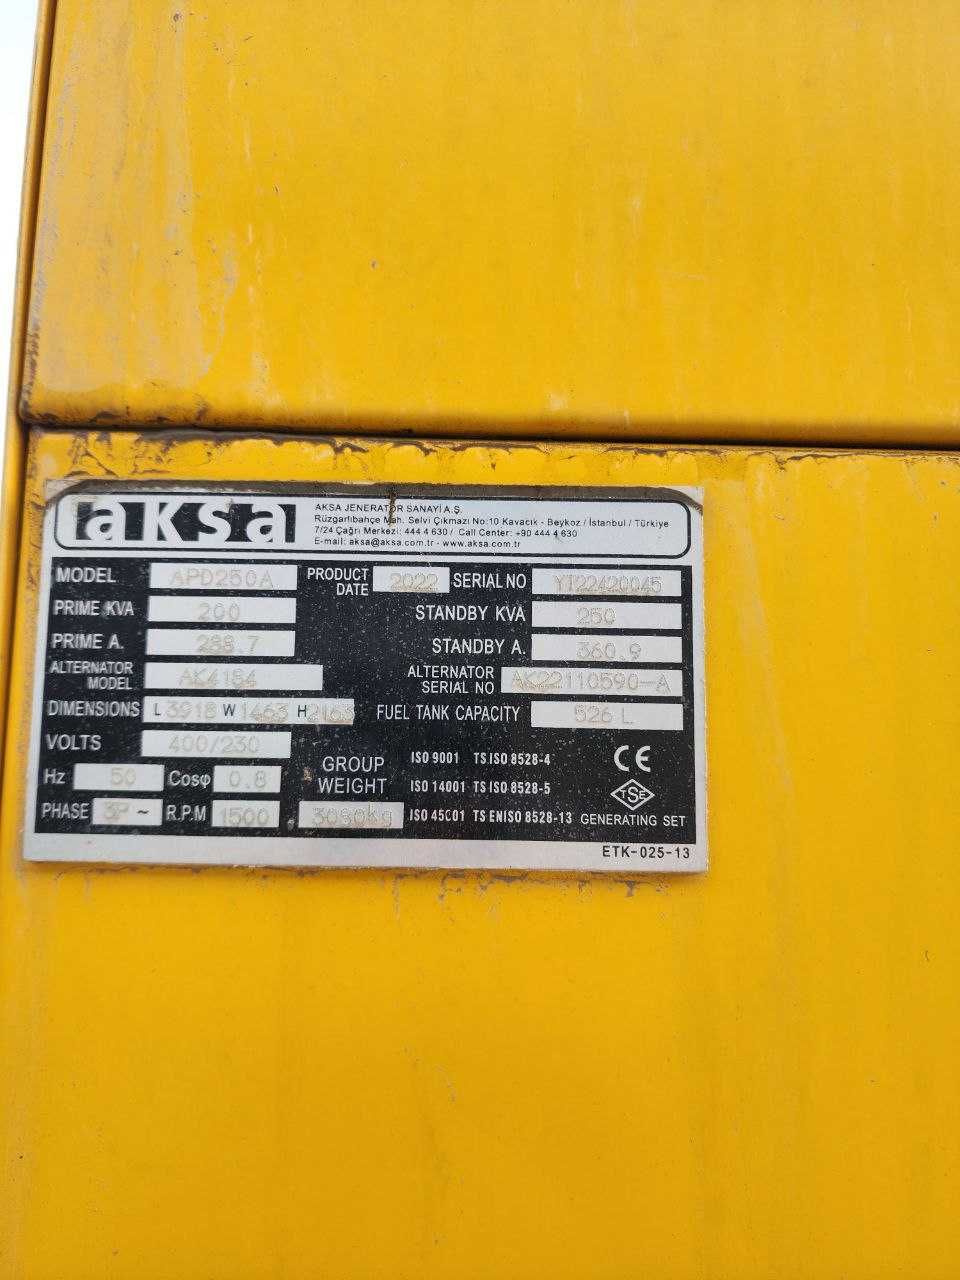 aksa
AKSA JENERATÖR SANAYİ A.Ş.
Rüzgarlıbahçe Mah. Selvi Çıkmazı No:10 Kavacık - Beykoz / İstanbul / Türkiye
7/24 Çağrı Merkezi: 444 4 630 / Call Center: +90 444 4 630
E-mail: aksa@aksa.com.tr - www.aksa.com.tr
MODEL APD250A PRODUCT DATE 2022 SERIAL NO YT22420045
PRIME KVA 200 STANDBY KVA 250
PRIME A. 288.7 STANDBY A. 360.9
ALTERNATOR MODEL AK4184 ALTERNATOR SERIAL NO AK22110590-A
DIMENSIONS L 3918 W 1463 H 2163 FUEL TANK CAPACITY 526 L
VOLTS 400/230
Hz 50 Cosφ 0.8 GROUP WEIGHT
PHASE 3P ~ R.P.M 1500 3080kg
ISO 9001 TS ISO 8528-4 CE
ISO 14001 TS ISO 8528-5 TSE
ISO 45001 TS EN ISO 8528-13 GENERATING SET
ETK-025-13